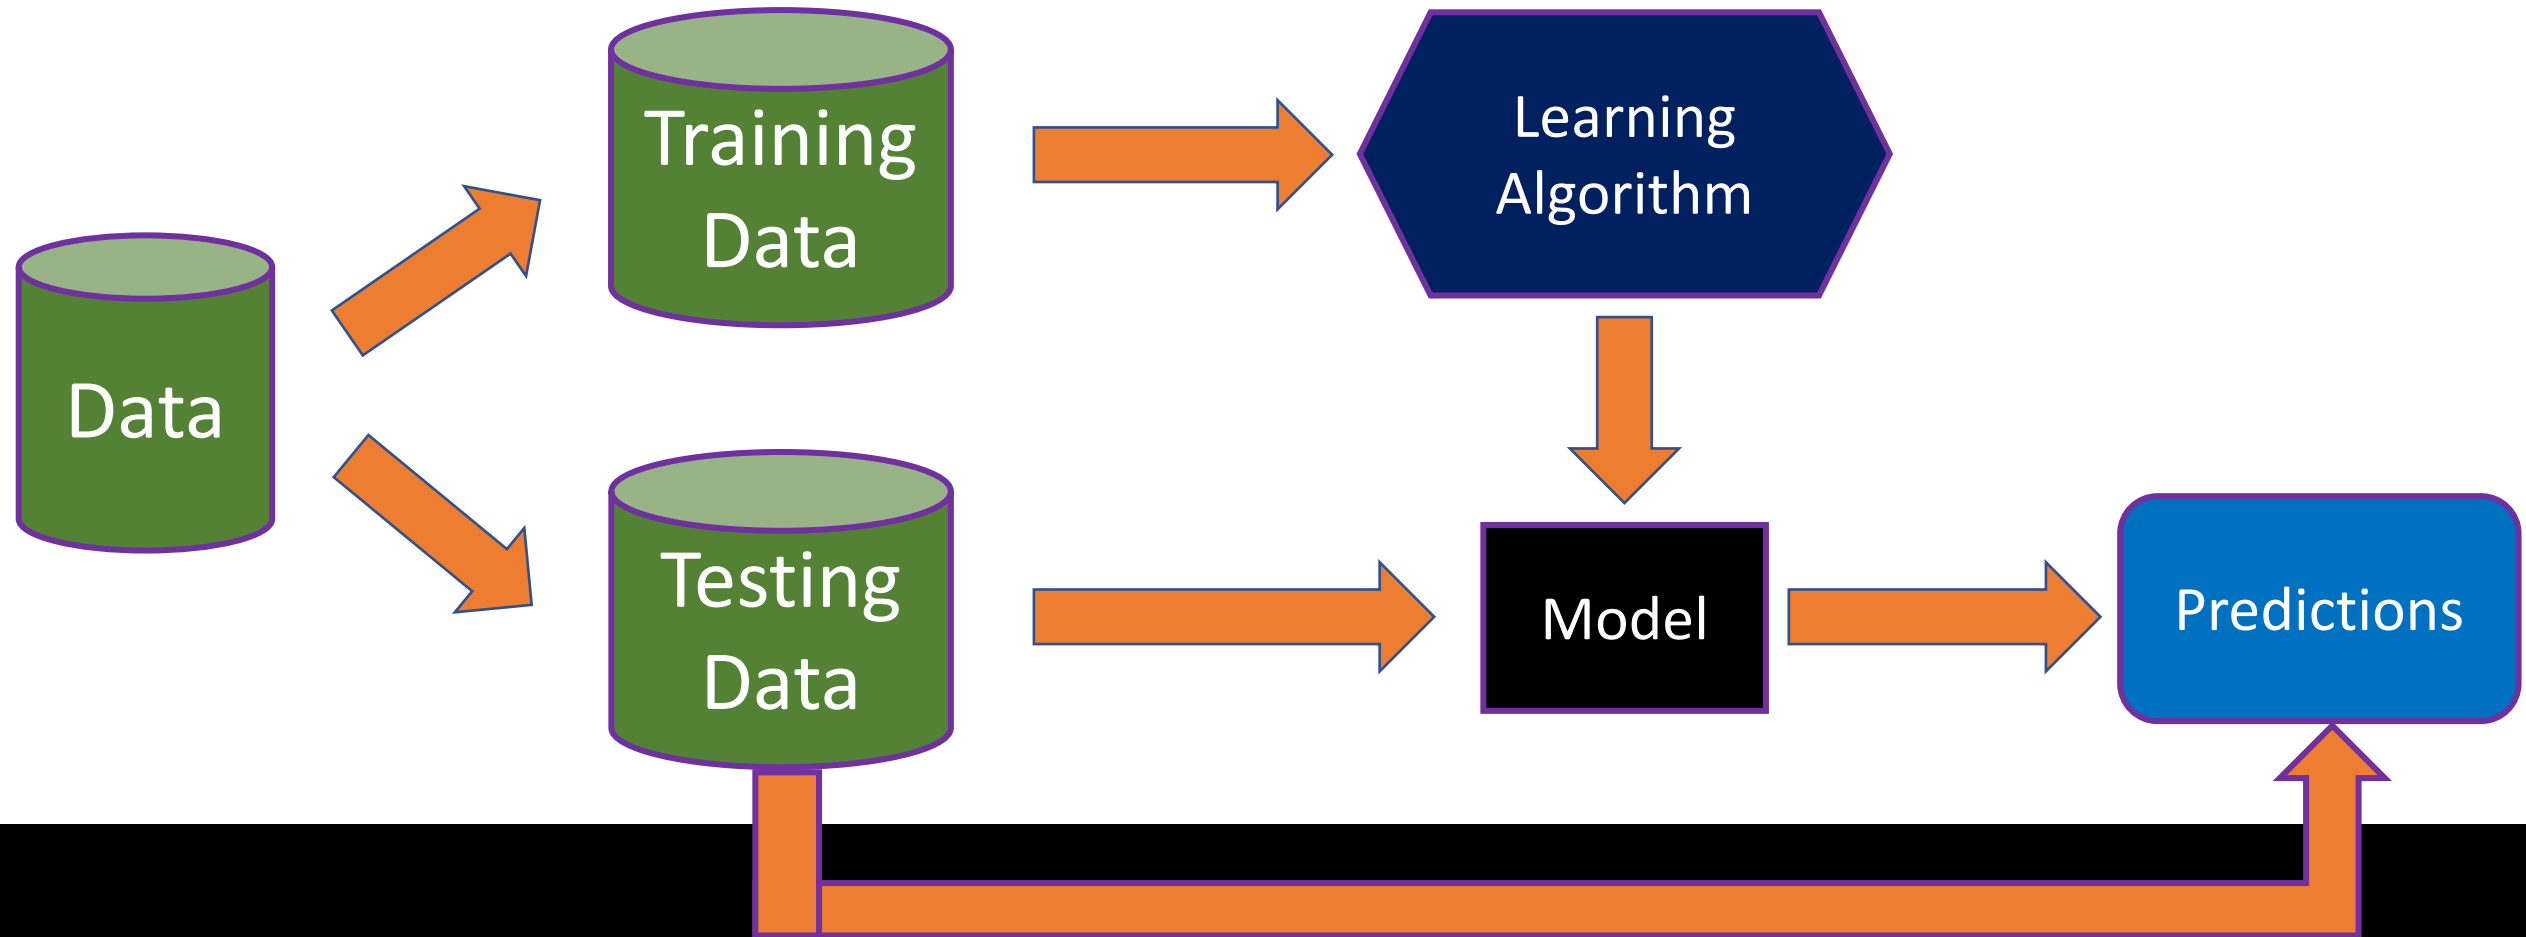 Training
Data
Learning
Algorithm
Data
Testing
Data
Model
Predictions